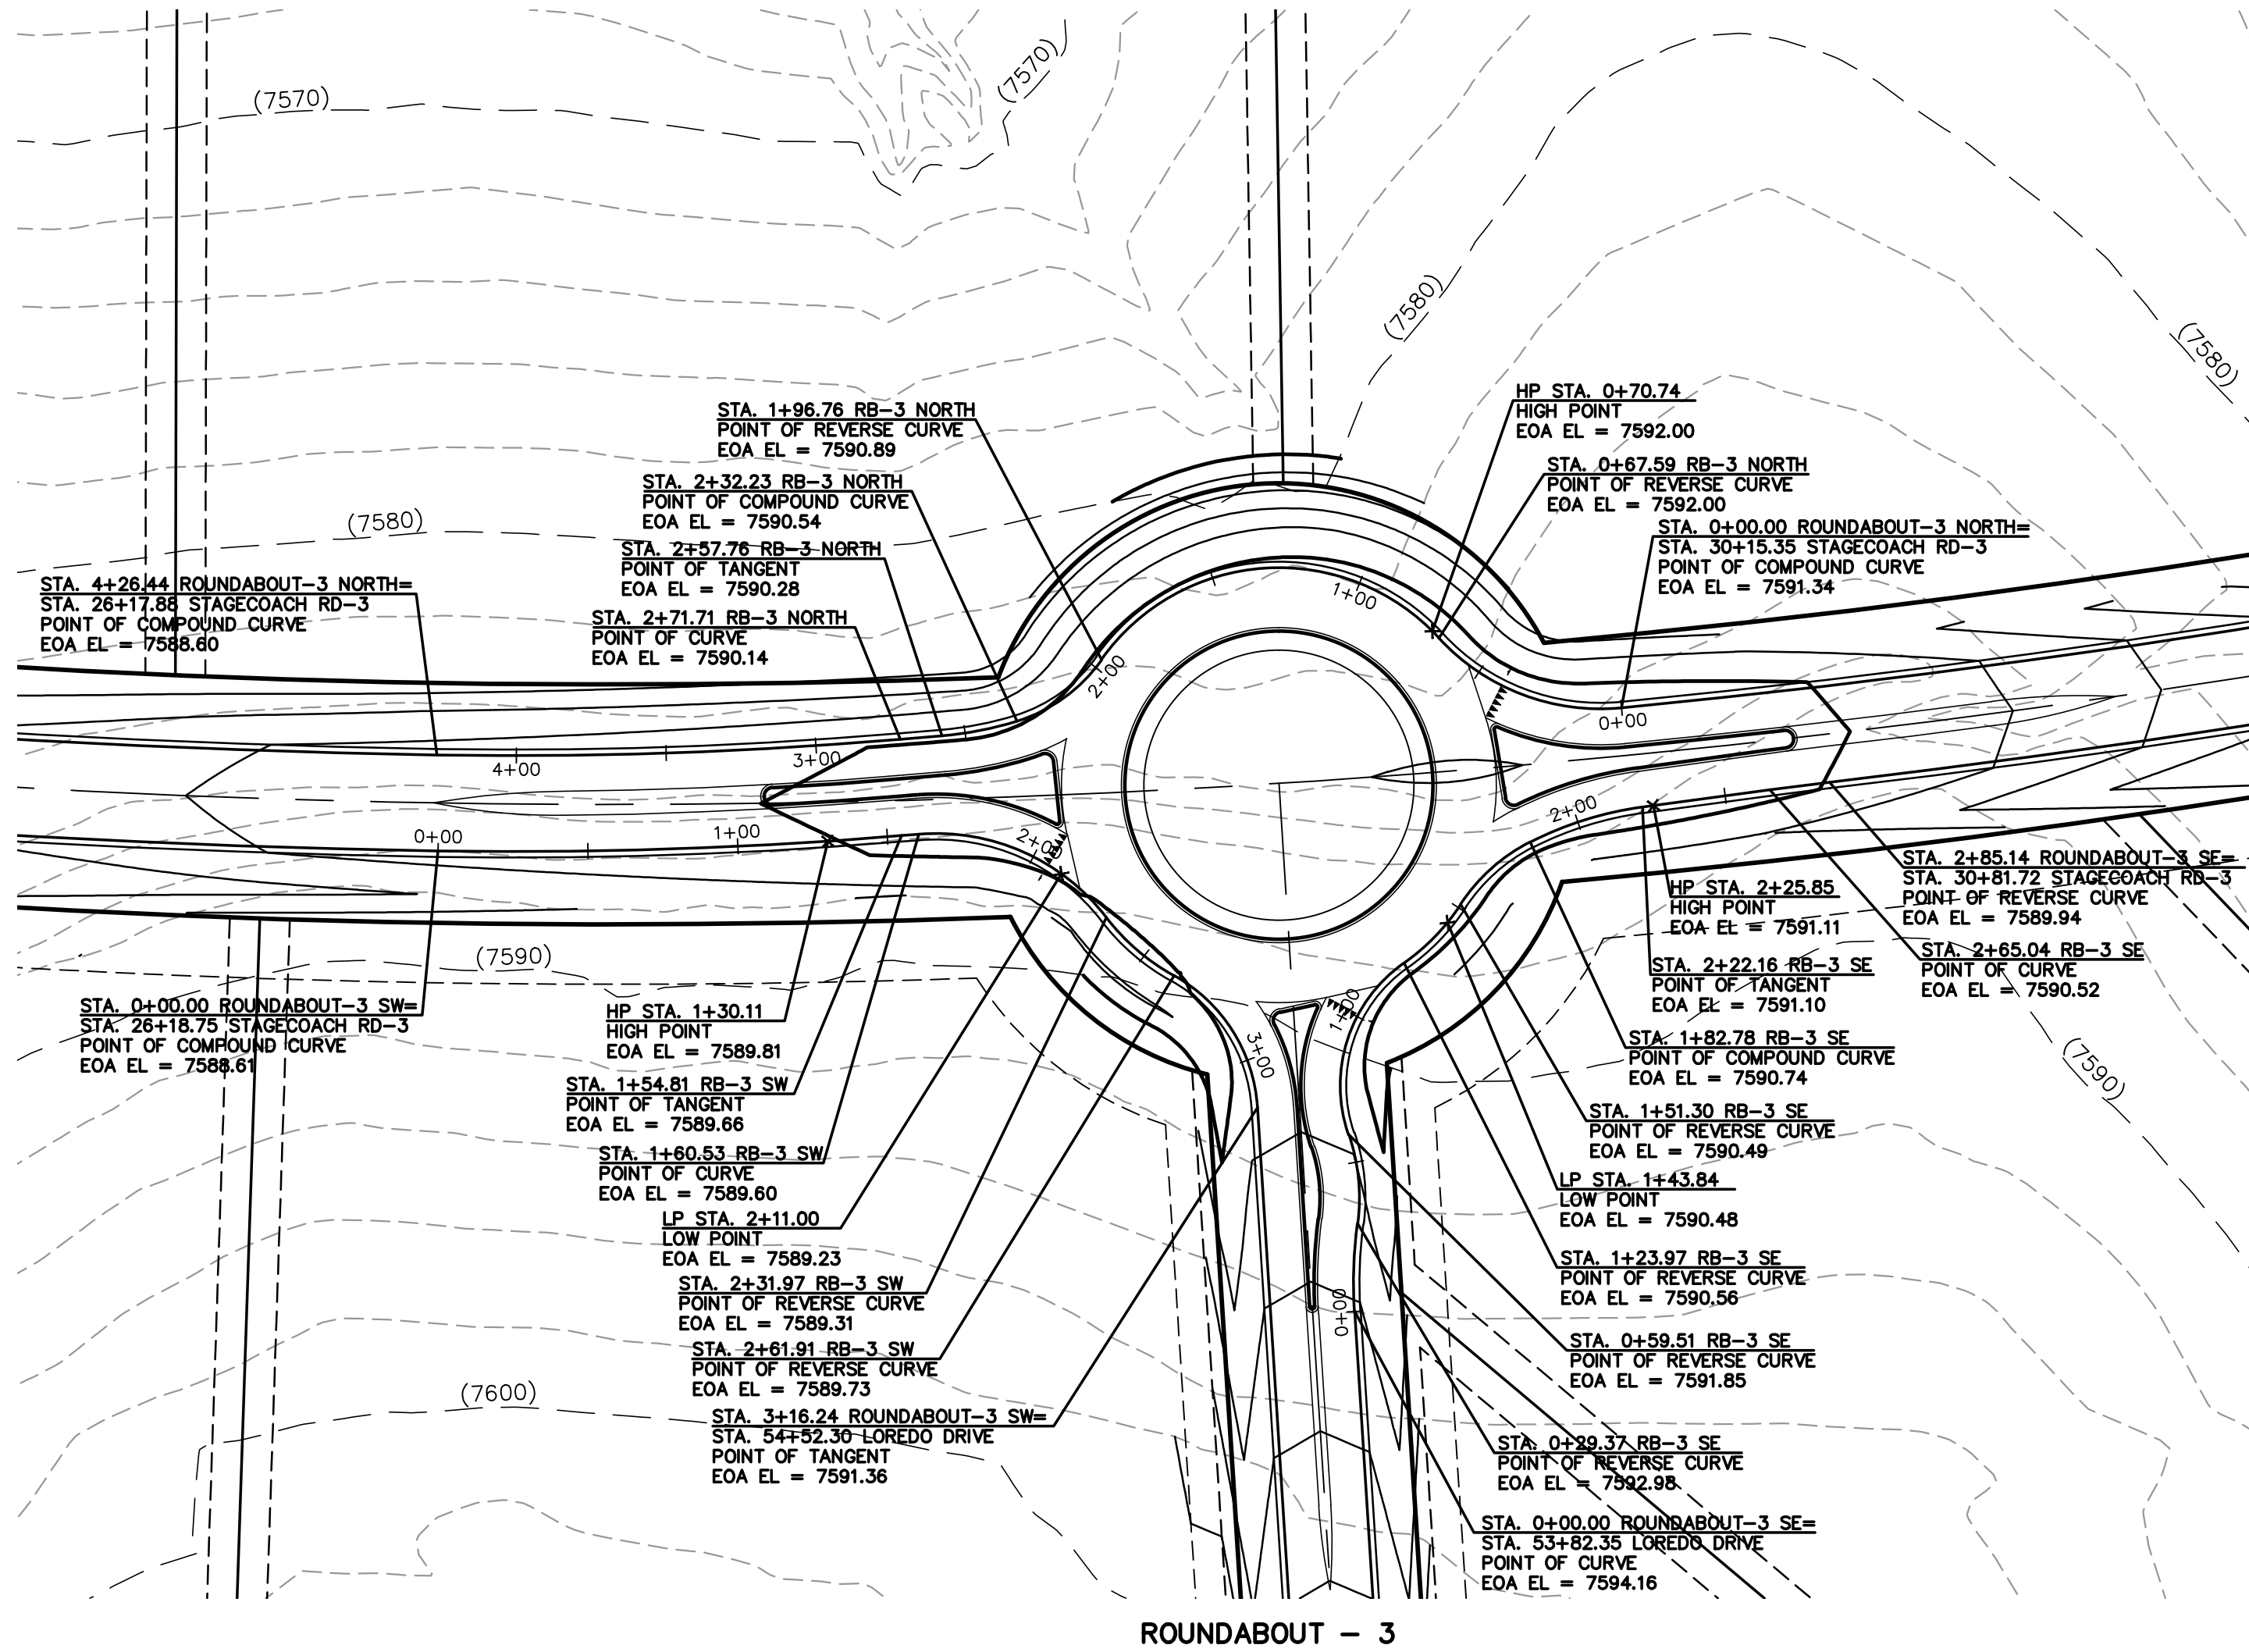 (7570)
(7570)
(7580)
(7580)
HP STA. 0+70.74
HIGH POINT
EOA EL = 7592.00
STA. 1+96.76 RB-3 NORTH
POINT OF REVERSE CURVE
EOA EL = 7590.89
STA. 0+67.59 RB-3 NORTH
POINT OF REVERSE CURVE
EOA EL = 7592.00
STA. 2+32.23 RB-3 NORTH
POINT OF COMPOUND CURVE
EOA EL = 7590.54
(7580)
STA. 0+00.00 ROUNDABOUT-3 NORTH=
STA. 30+15.35 STAGECOACH RD-3
POINT OF COMPOUND CURVE
EOA EL = 7591.34
STA. 2+57.76 RB-3 NORTH
POINT OF TANGENT
EOA EL = 7590.28
STA. 4+26.44 ROUNDABOUT-3 NORTH=
STA. 26+17.88 STAGECOACH RD-3
POINT OF COMPOUND CURVE
EOA EL = 7588.60
STA. 2+71.71 RB-3 NORTH
POINT OF CURVE
EOA EL = 7590.14
1+00
2+00
0+00
3+00
4+00
2+00
0+00
1+00
2+00
STA. 2+85.14 ROUNDABOUT-3 SE=
STA. 30+81.72 STAGECOACH RD-3
POINT OF REVERSE CURVE
EOA EL = 7589.94
HP STA. 2+25.85
HIGH POINT
EOA EL = 7591.11
(7590)
STA. 2+65.04 RB-3 SE
POINT OF CURVE
EOA EL = 7590.52
STA. 2+22.16 RB-3 SE
POINT OF TANGENT
EOA EL = 7591.10
STA. 0+00.00 ROUNDABOUT-3 SW=
STA. 26+18.75 STAGECOACH RD-3
POINT OF COMPOUND CURVE
EOA EL = 7588.61
HP STA. 1+30.11
HIGH POINT
EOA EL = 7589.81
1+00
3+00
STA. 1+82.78 RB-3 SE
POINT OF COMPOUND CURVE
EOA EL = 7590.74
(7590)
STA. 1+54.81 RB-3 SW
POINT OF TANGENT
EOA EL = 7589.66
STA. 1+51.30 RB-3 SE
POINT OF REVERSE CURVE
EOA EL = 7590.49
STA. 1+60.53 RB-3 SW
POINT OF CURVE
EOA EL = 7589.60
LP STA. 1+43.84
LOW POINT
EOA EL = 7590.48
LP STA. 2+11.00
LOW POINT
EOA EL = 7589.23
STA. 1+23.97 RB-3 SE
POINT OF REVERSE CURVE
EOA EL = 7590.56
STA. 2+31.97 RB-3 SW
POINT OF REVERSE CURVE
EOA EL = 7589.31
0+00
STA. 0+59.51 RB-3 SE
POINT OF REVERSE CURVE
EOA EL = 7591.85
STA. 2+61.91 RB-3 SW
POINT OF REVERSE CURVE
EOA EL = 7589.73
(7600)
STA. 3+16.24 ROUNDABOUT-3 SW=
STA. 54+52.30 LOREDO DRIVE
POINT OF TANGENT
EOA EL = 7591.36
STA. 0+29.37 RB-3 SE
POINT OF REVERSE CURVE
EOA EL = 7592.98
STA. 0+00.00 ROUNDABOUT-3 SE=
STA. 53+82.35 LOREDO DRIVE
POINT OF CURVE
EOA EL = 7594.16
ROUNDABOUT - 3